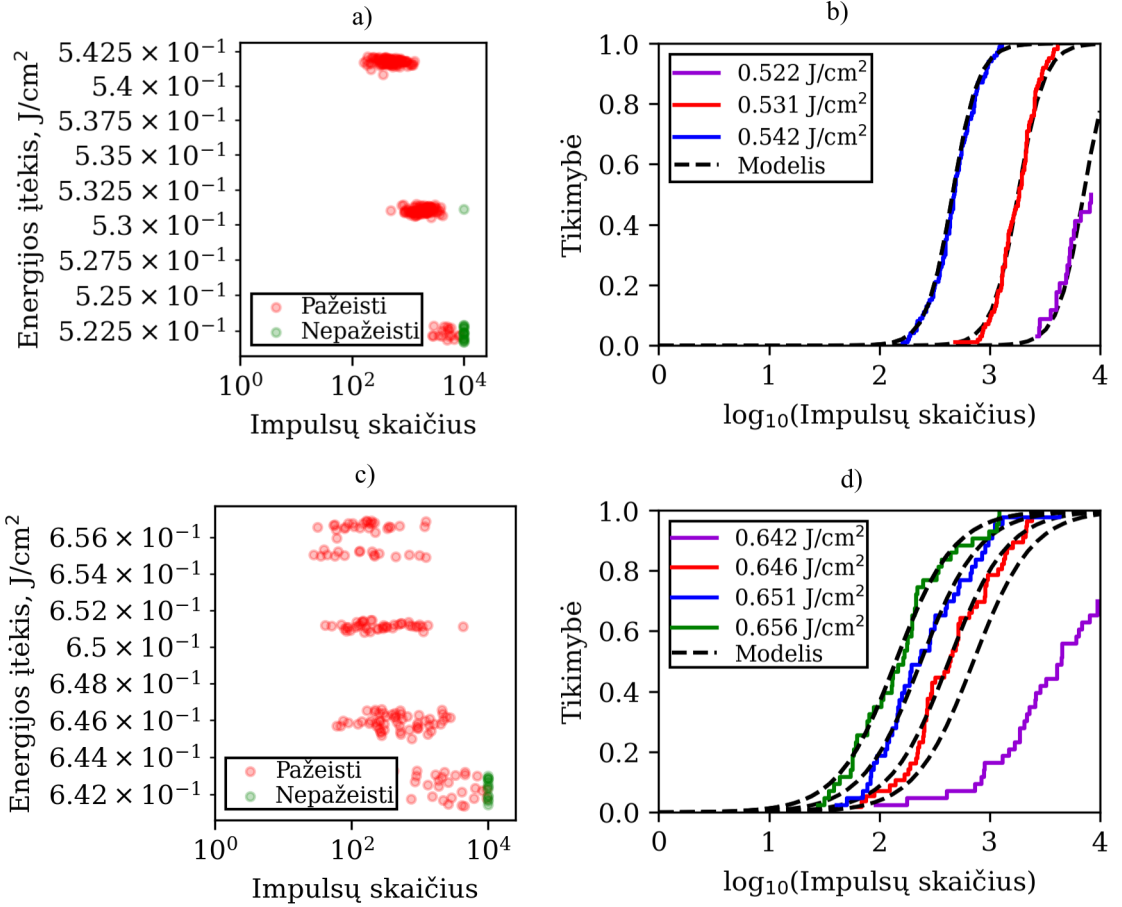 a)
Energijos įtėkis, J/cm²
5.425 × 10⁻¹
5.4 × 10⁻¹
5.375 × 10⁻¹
5.35 × 10⁻¹
5.325 × 10⁻¹
5.3 × 10⁻¹
5.275 × 10⁻¹
5.25 × 10⁻¹
5.225 × 10⁻¹
Pažeisti
Nepažeisti
10⁰ 10² 10⁴
Impulsų skaičius
b)
Tikimybė
1.0
0.8
0.6
0.4
0.2
0.0
0.522 J/cm²
0.531 J/cm²
0.542 J/cm²
Modelis
0 1 2 3 4
log₁₀(Impulsų skaičius)
c)
Energijos įtėkis, J/cm²
6.56 × 10⁻¹
6.54 × 10⁻¹
6.52 × 10⁻¹
6.5 × 10⁻¹
6.48 × 10⁻¹
6.46 × 10⁻¹
6.44 × 10⁻¹
6.42 × 10⁻¹
Pažeisti
Nepažeisti
10⁰ 10² 10⁴
Impulsų skaičius
d)
Tikimybė
1.0
0.8
0.6
0.4
0.2
0.0
0.642 J/cm²
0.646 J/cm²
0.651 J/cm²
0.656 J/cm²
Modelis
0 1 2 3 4
log₁₀(Impulsų skaičius)